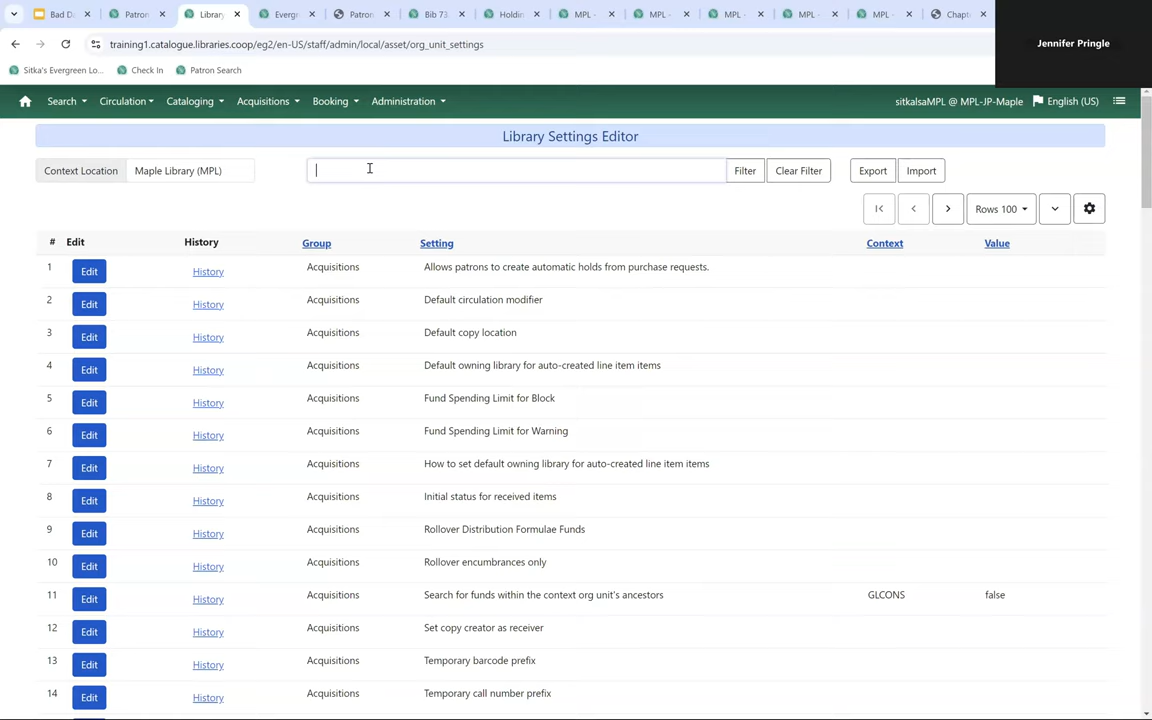 Bad D
Patron
Library
Evergr
Patron
Bib 73
Holdin
MPL -
MPL -
MPL -
MPL -
MPL -
Chapt
training1.catalogue.libraries.coop/eg2/en-US/staff/admin/local/asset/org_unit_settings
Jennifer Pringle
Sitka's Evergreen Lo... Check In Patron Search
Search Circulation Cataloging Acquisitions Booking Administration sitkalsaMPL @ MPL-JP-Maple English (US)
Library Settings Editor
Context Location Maple Library (MPL) Filter Clear Filter Export Import
Rows 100
# Edit History Group Setting Context Value
1 Edit History Acquisitions Allows patrons to create automatic holds from purchase requests.
2 Edit History Acquisitions Default circulation modifier
3 Edit History Acquisitions Default copy location
4 Edit History Acquisitions Default owning library for auto-created line item items
5 Edit History Acquisitions Fund Spending Limit for Block
6 Edit History Acquisitions Fund Spending Limit for Warning
7 Edit History Acquisitions How to set default owning library for auto-created line item items
8 Edit History Acquisitions Initial status for received items
9 Edit History Acquisitions Rollover Distribution Formulae Funds
10 Edit History Acquisitions Rollover encumbrances only
11 Edit History Acquisitions Search for funds within the context org unit's ancestors GLCONS false
12 Edit History Acquisitions Set copy creator as receiver
13 Edit History Acquisitions Temporary barcode prefix
14 Edit History Acquisitions Temporary call number prefix